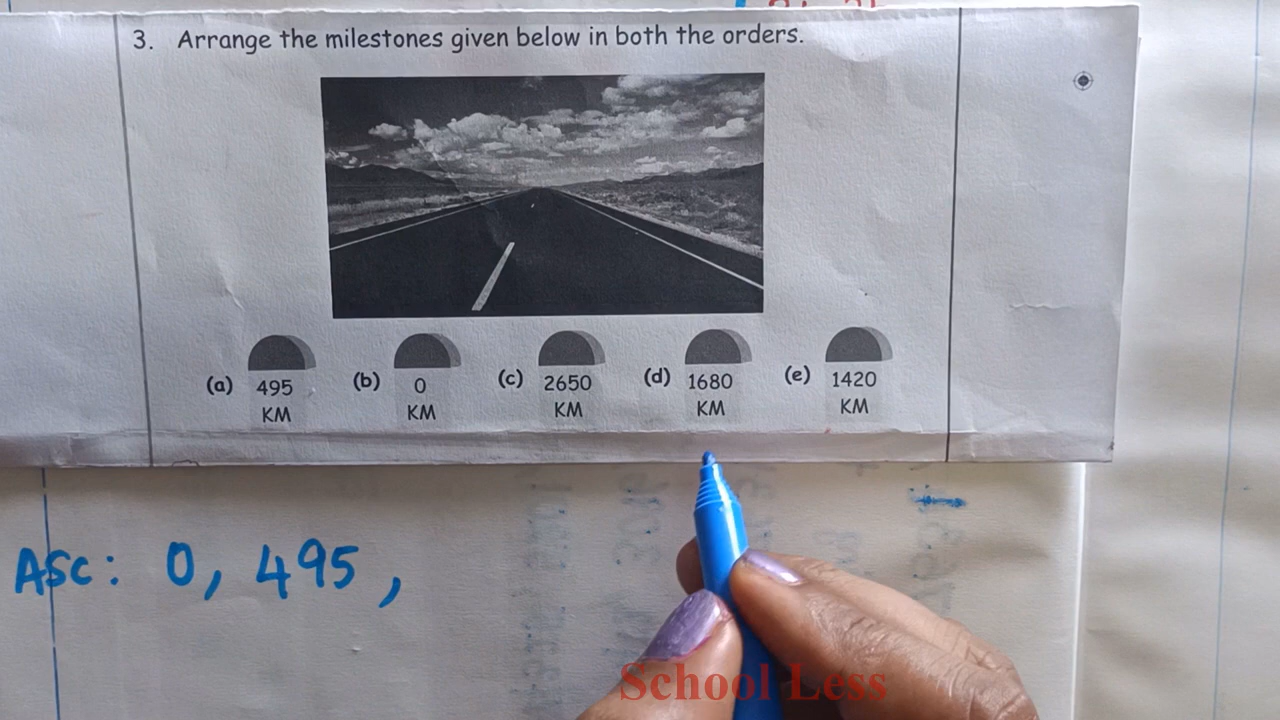 3. Arrange the milestones given below in both the orders.
(a) 495 KM (b) 0 KM (c) 2650 KM (d) 1680 KM (e) 1420 KM
ASC: 0, 495,
School Less